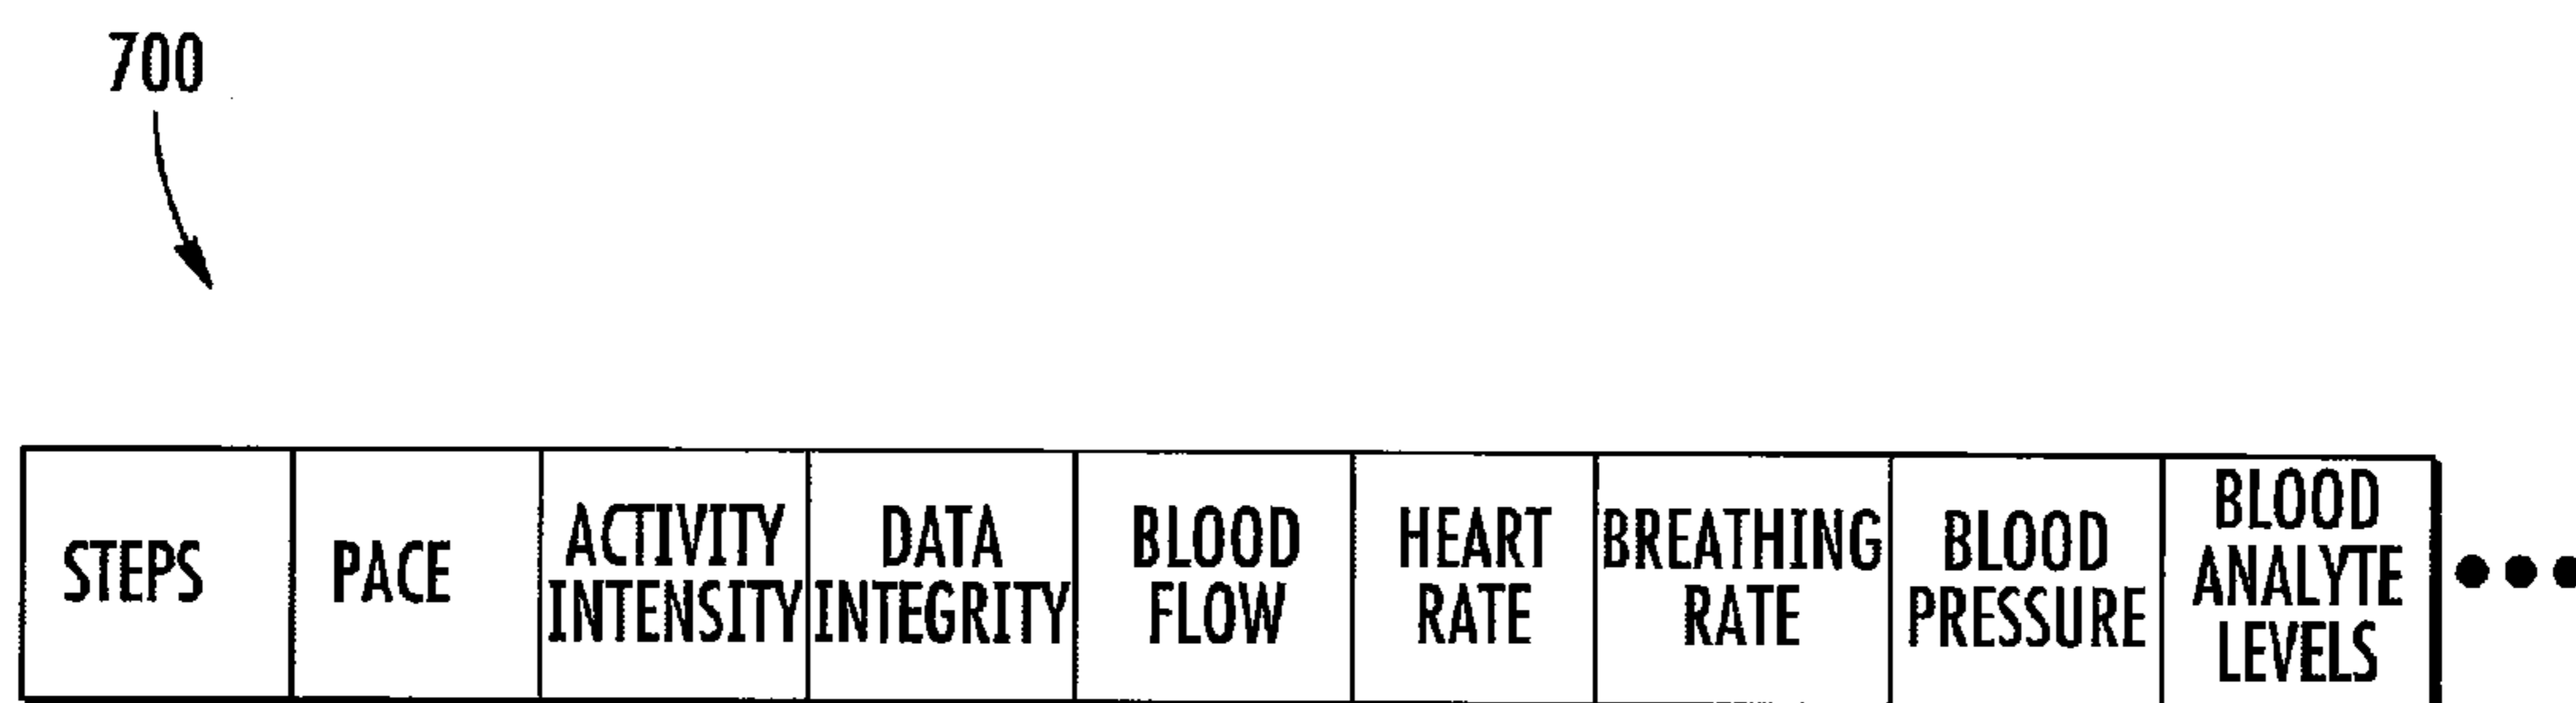 700
STEPS
PACE
ACTIVITY
INTENSITY
DATA
INTEGRITY
BLOOD
FLOW
HEART
RATE
BREATHING
RATE
BLOOD
PRESSURE
BLOOD
ANALYTE
LEVELS